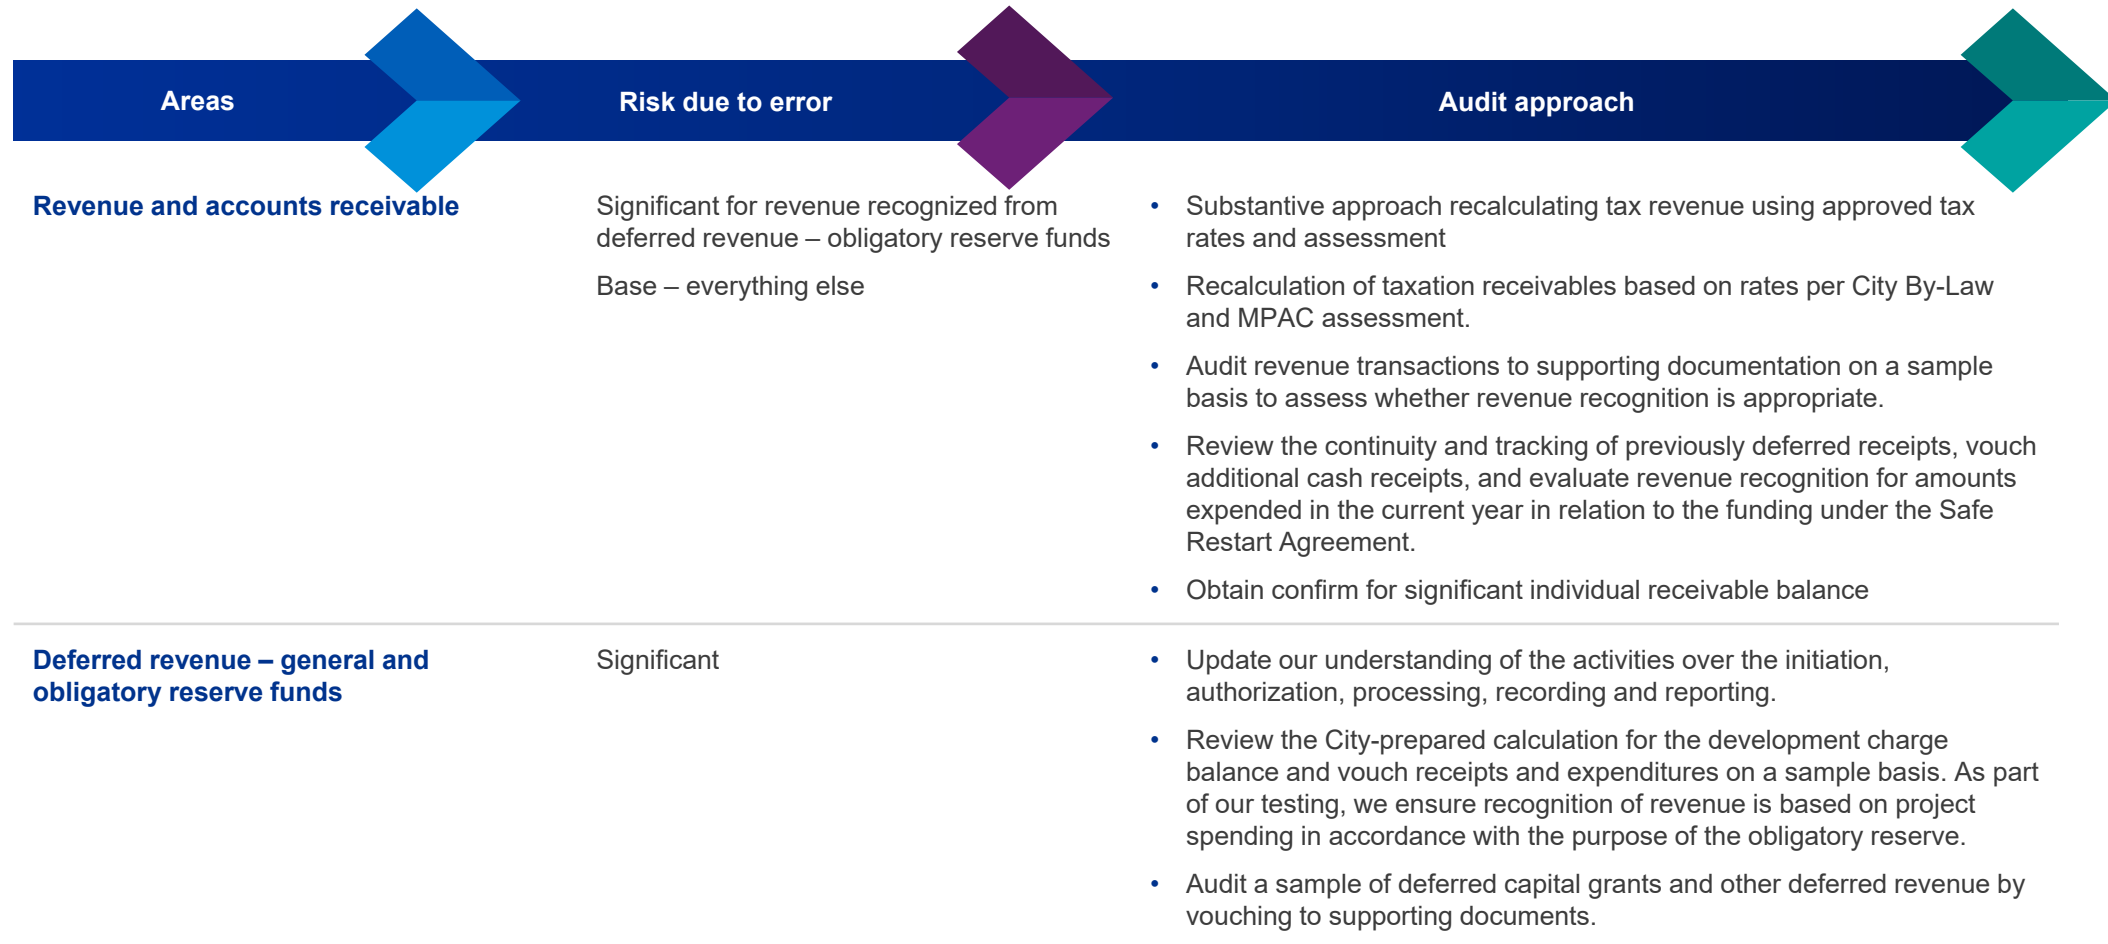 Areas
Risk due to error
Audit approach
Revenue and accounts receivable
Significant for revenue recognized from
deferred revenue – obligatory reserve funds
Base – everything else
• Substantive approach recalculating tax revenue using approved tax
rates and assessment
• Recalculation of taxation receivables based on rates per City By-Law
and MPAC assessment.
• Audit revenue transactions to supporting documentation on a sample
basis to assess whether revenue recognition is appropriate.
• Review the continuity and tracking of previously deferred receipts, vouch
additional cash receipts, and evaluate revenue recognition for amounts
expended in the current year in relation to the funding under the Safe
Restart Agreement.
• Obtain confirm for significant individual receivable balance
Deferred revenue – general and
obligatory reserve funds
Significant
• Update our understanding of the activities over the initiation,
authorization, processing, recording and reporting.
• Review the City-prepared calculation for the development charge
balance and vouch receipts and expenditures on a sample basis. As part
of our testing, we ensure recognition of revenue is based on project
spending in accordance with the purpose of the obligatory reserve.
• Audit a sample of deferred capital grants and other deferred revenue by
vouching to supporting documents.